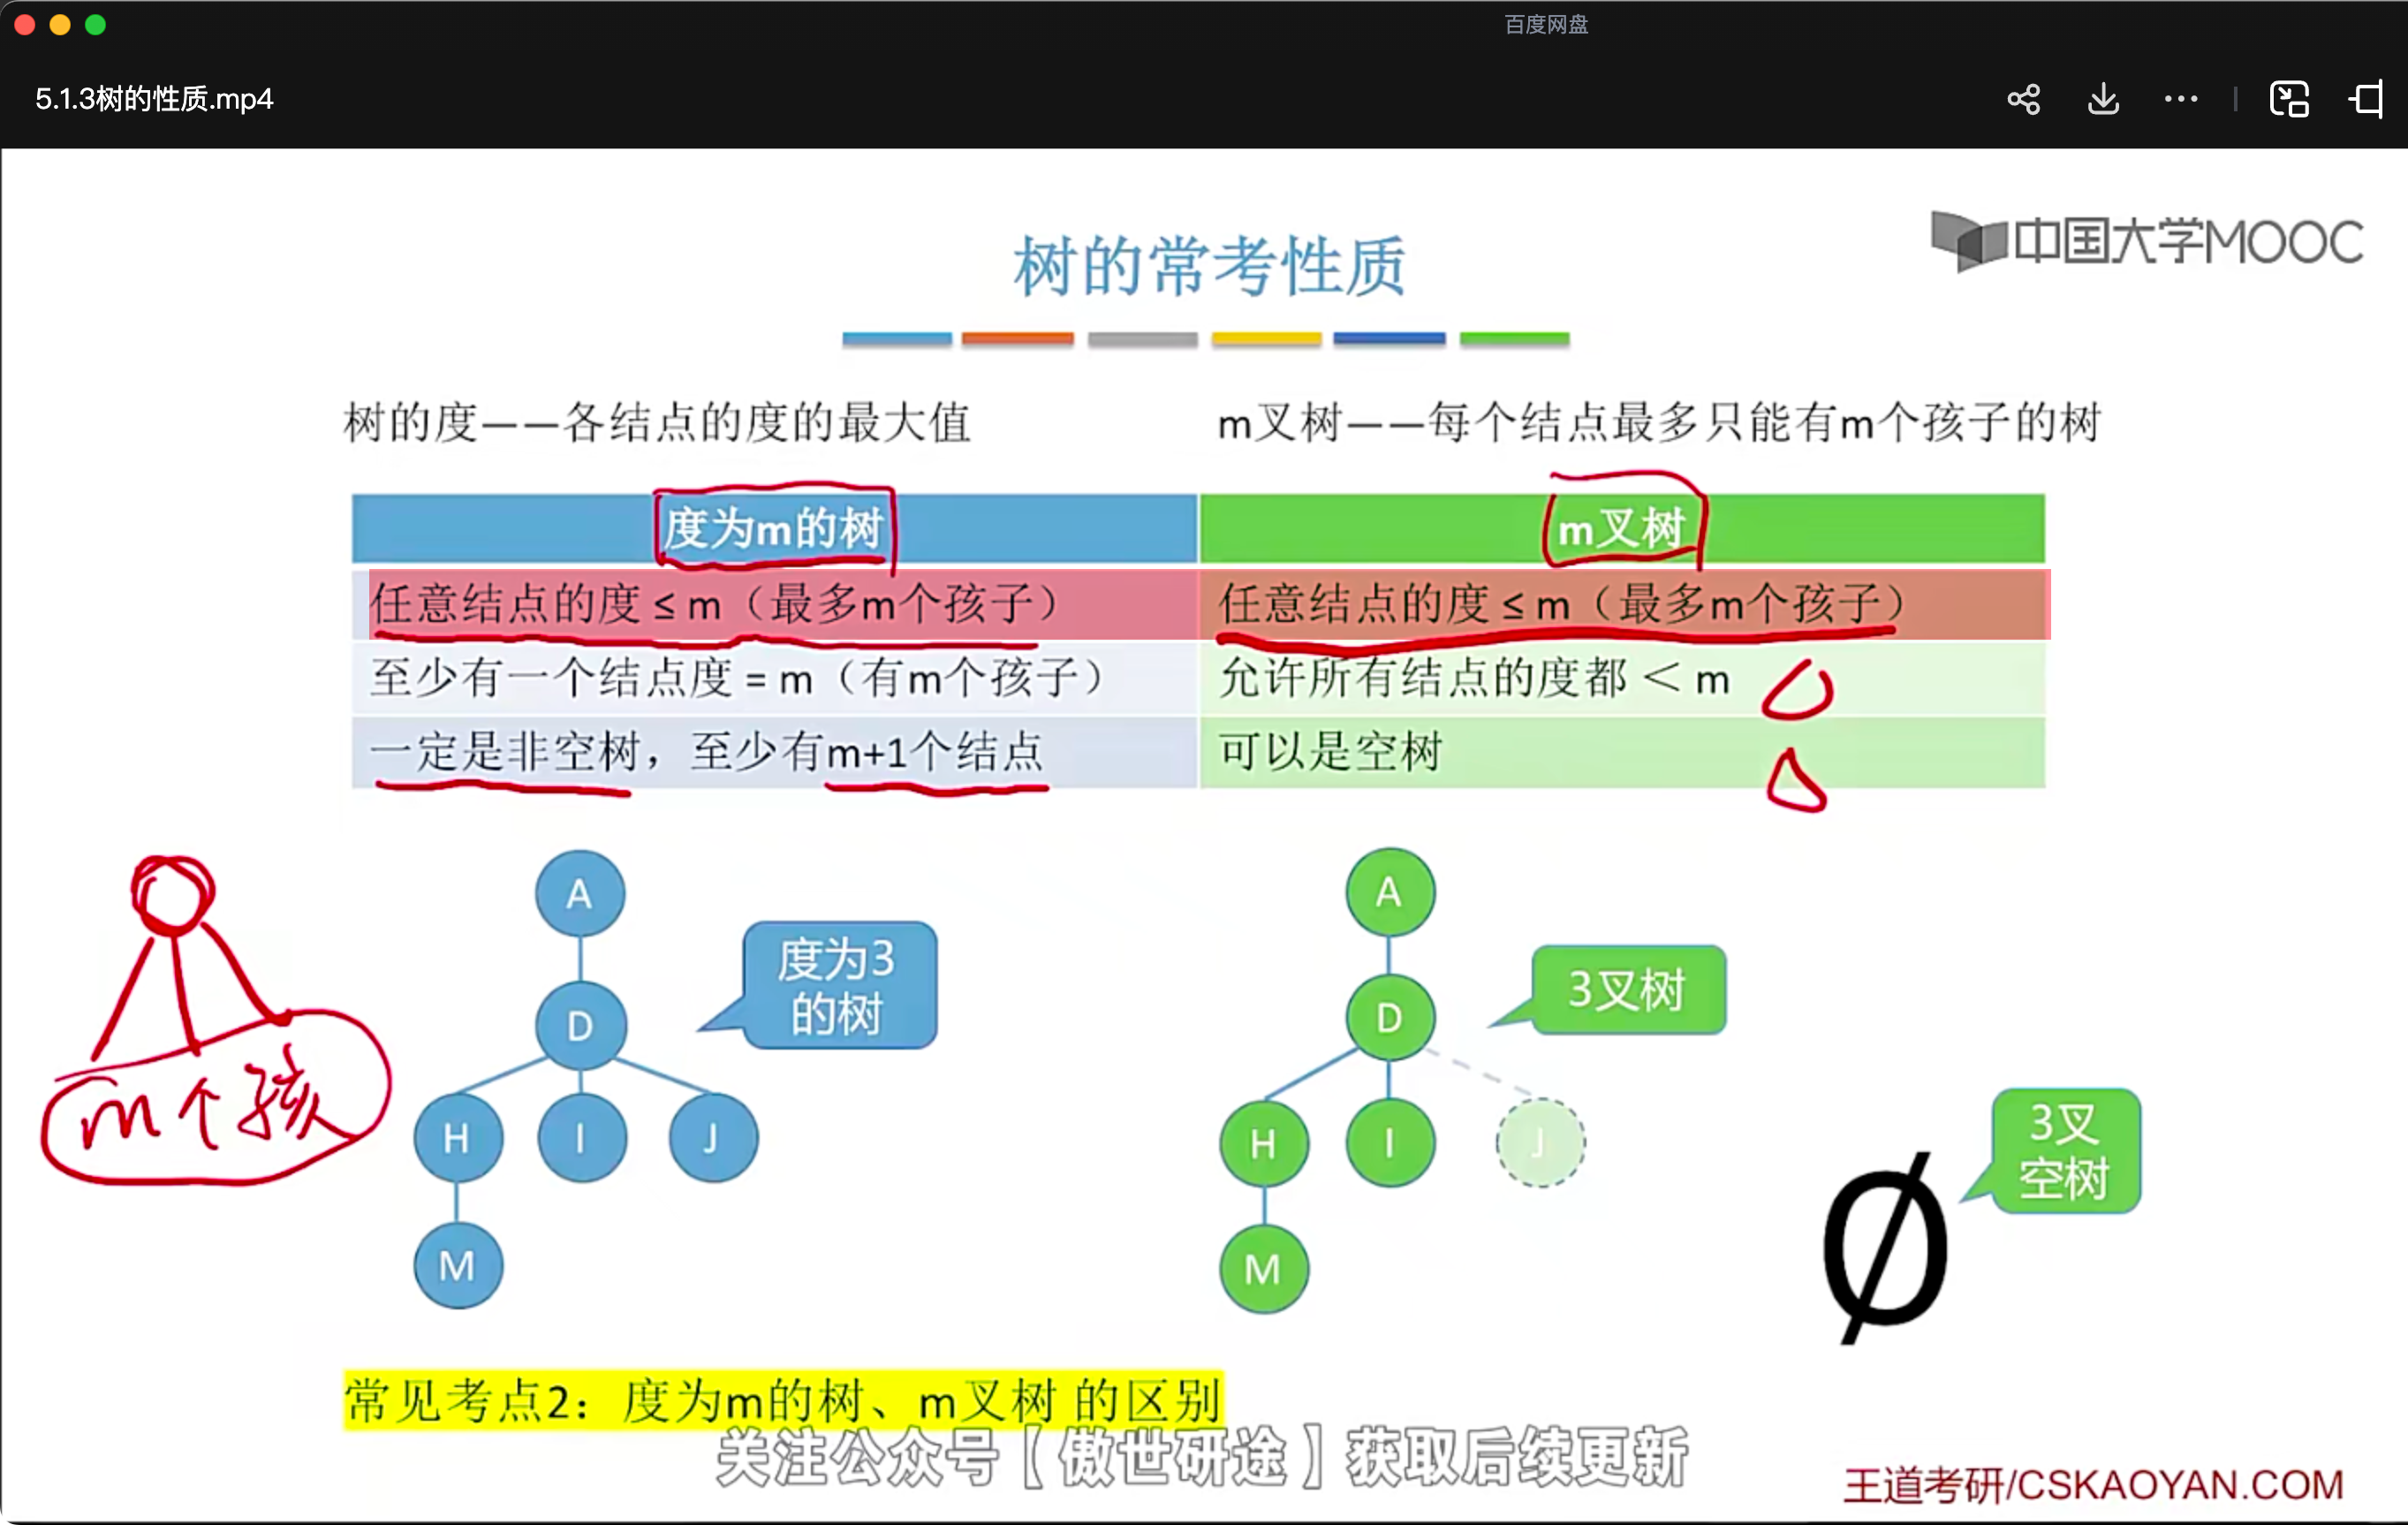 百度网盘
5.1.3树的性质.mp4
中国大学MOOC
树的常考性质
树的度——各结点的度的最大值
m叉树——每个结点最多只能有m个孩子的树
度为m的树
m叉树
任意结点的度 ≤ m（最多m个孩子）
任意结点的度 ≤ m（最多m个孩子）
至少有一个结点度 = m（有m个孩子）
允许所有结点的度都 < m
一定是非空树，至少有m+1个结点
可以是空树
A
D
H I J
M
度为3
的树
m个孩
A
D
H I J
M
3叉树
3叉
空树
Ø
常见考点2：度为m的树、m叉树 的区别
关注公众号【傲世研途】获取后续更新
王道考研/CSKAOYAN.COM